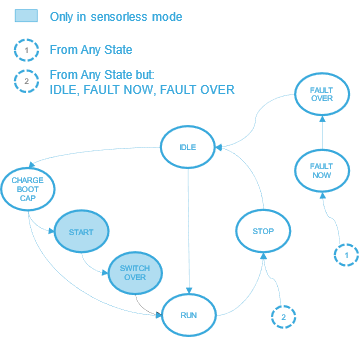 Only in sensorless mode
1 From Any State
2 From Any State but:
IDLE, FAULT NOW, FAULT OVER
FAULT
OVER
IDLE
FAULT
NOW
CHARGE
BOOT
CAP
START
STOP
SWITCH
OVER
1
RUN
2